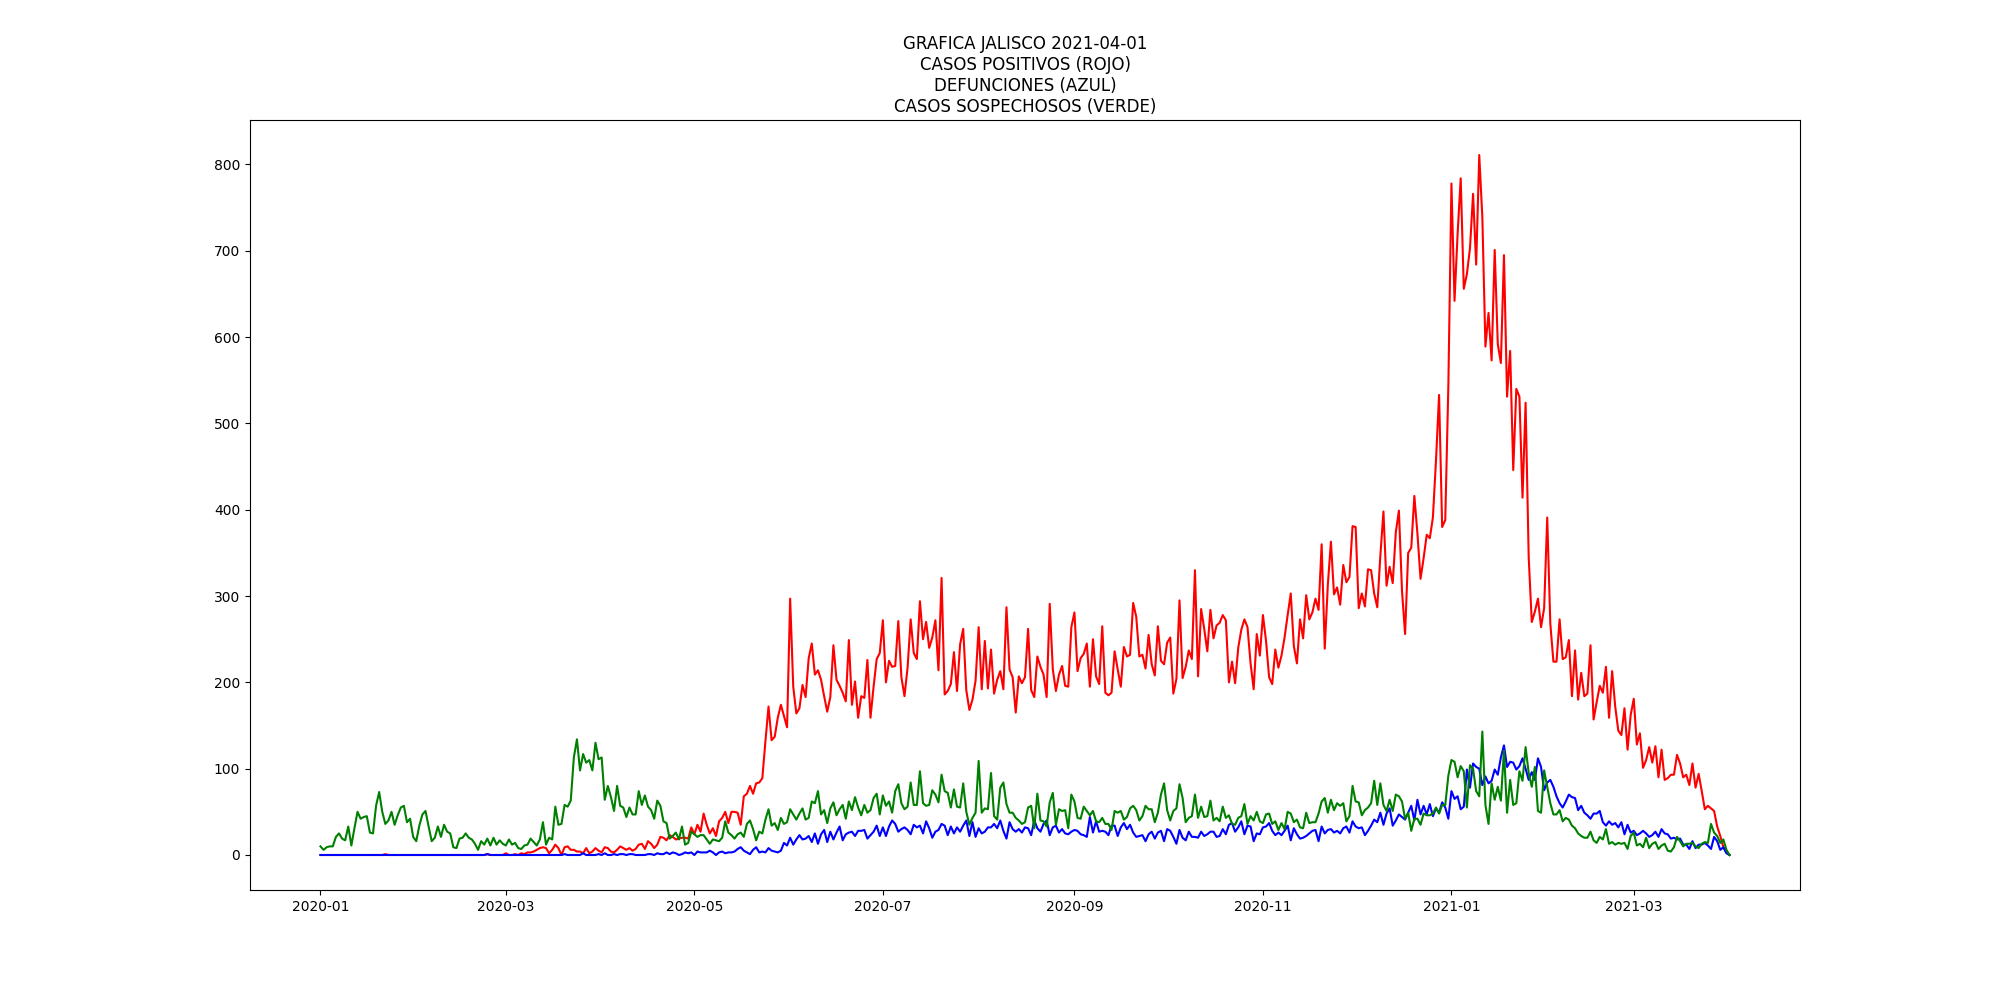 GRAFICA JALISCO 2021-04-01
CASOS POSITIVOS (ROJO)
DEFUNCIONES (AZUL)
CASOS SOSPECHOSOS (VERDE)
800
700
600
500
400
300
200
100
0
2020-01 2020-03 2020-05 2020-07 2020-09 2020-11 2021-01 2021-03